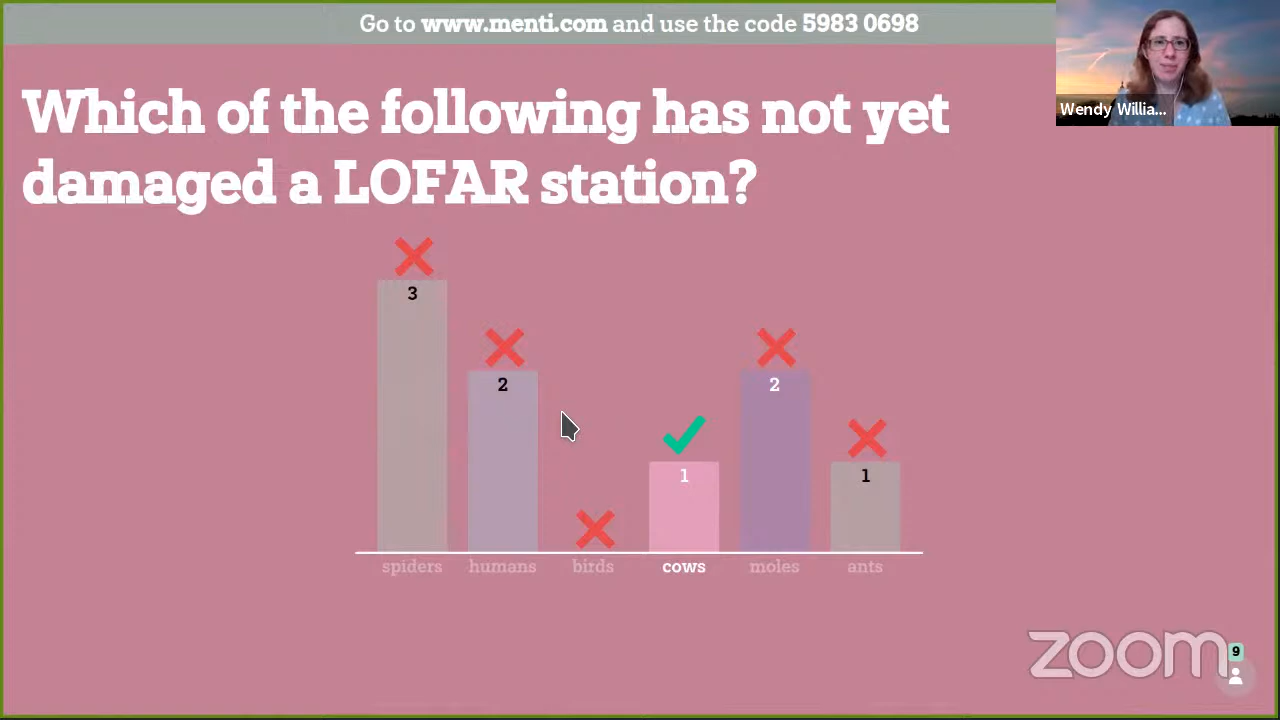 Go to www.menti.com and use the code 5983 0698
Wendy Willia...
Which of the following has not yet
damaged a LOFAR station?
3
2
2
1
1
spiders humans birds cows moles ants
zoom
9